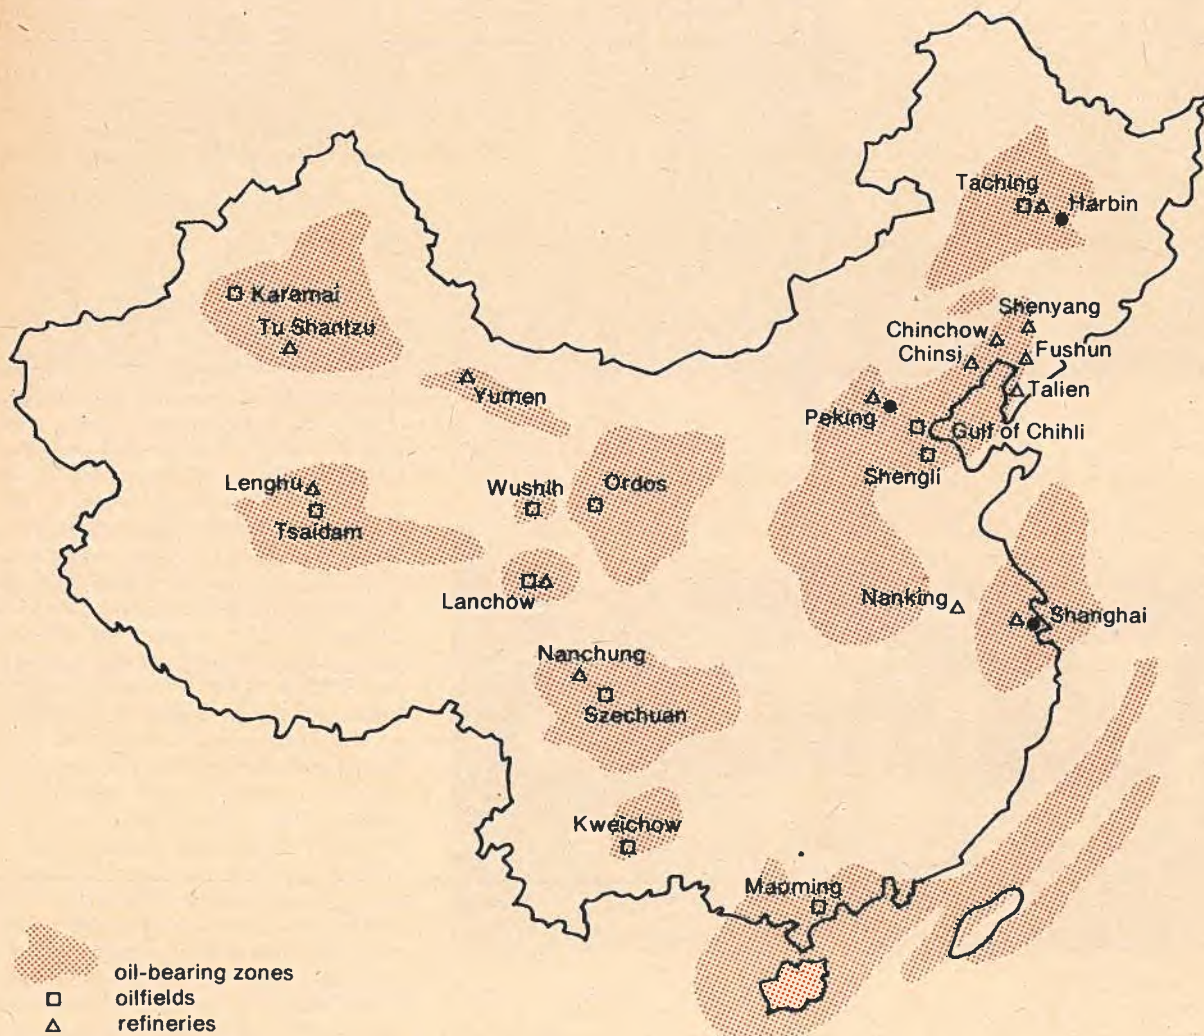 Taching
Harbin
Karamai
Tu Shantzu
Shenyang
Chinchow
Chinsi
Fushun
Yumen
Talien
Peking
Gulf of Chihli
Shengli
Lenghu
Tsaidam
Wushih
Ordos
Lanchow
Nanking
Shanghai
Nanchung
Szechuan
Kweichow
Maoming
oil-bearing zones
oilfields
refineries